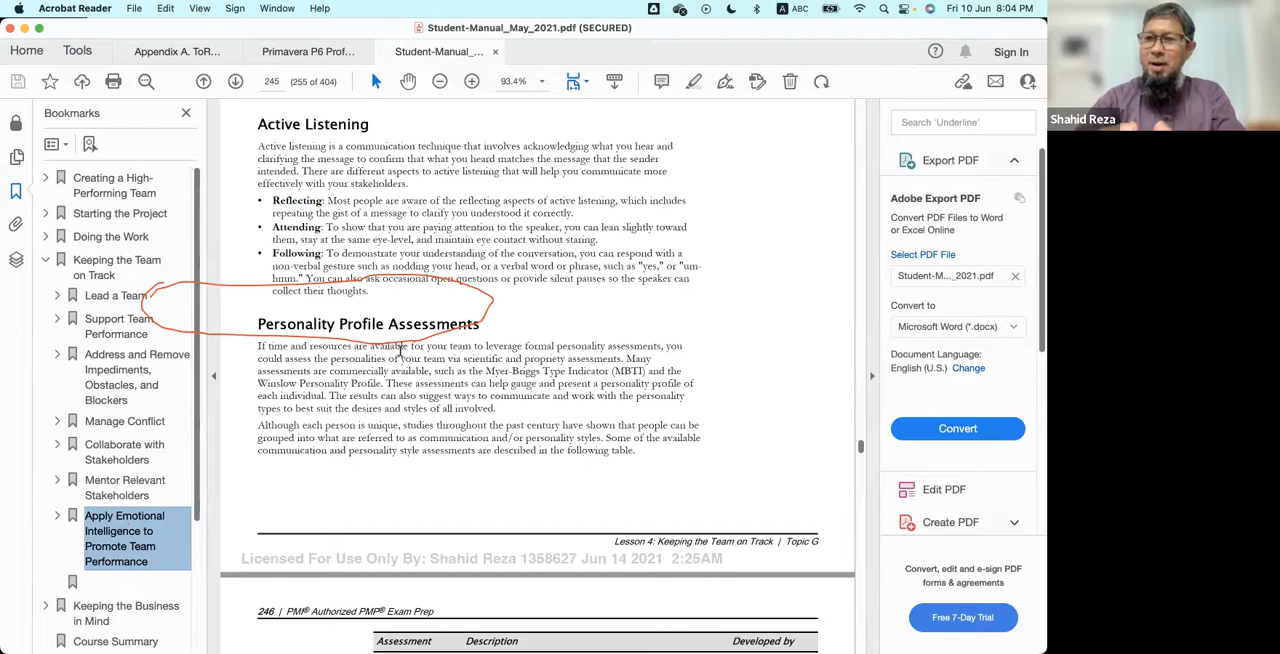 Acrobat Reader File Edit View Sign Window Help A ABC Fri 10 Jun 8:04 PM
Student-Manual_May_2021.pdf (SECURED)
Home Tools Appendix A. ToR... Primavera P6 Prof... Student-Manual_... × Sign In
245 (255 of 404) 93.4%
Bookmarks
Creating a High-
Performing Team
Starting the Project
Doing the Work
Keeping the Team
on Track
Lead a Team
Support Team
Performance
Address and Remove
Impediments,
Obstacles, and
Blockers
Manage Conflict
Collaborate with
Stakeholders
Mentor Relevant
Stakeholders
Apply Emotional
Intelligence to
Promote Team
Performance
Keeping the Business
in Mind
Course Summary
Active Listening
Active listening is a communication technique that involves acknowledging what you hear and
clarifying the message to confirm that what you heard matches the message that the sender
intended. There are different aspects to active listening that will help you communicate more
effectively with your stakeholders.
• Reflecting: Most people are aware of the reflecting aspects of active listening, which includes
repeating the gist of a message to clarify you understood it correctly.
• Attending: To show that you are paying attention to the speaker, you can lean slightly toward
them, stay at the same eye-level, and maintain eye contact without staring.
• Following: To demonstrate your understanding of the conversation, you can respond with a
non-verbal gesture such as nodding your head, or a verbal word or phrase, such as "yes," or "um-
hmm." You can also ask occasional open questions or provide silent pauses so the speaker can
collect their thoughts.
Personality Profile Assessments
If time and resources are available for your team to leverage formal personality assessments, you
could assess the personalities of your team via scientific and propriety assessments. Many
assessments are commercially available, such as the Myer-Briggs Type Indicator (MBTI) and the
Winslow Personality Profile. These assessments can help gauge and present a personality profile of
each individual. The results can also suggest ways to communicate and work with the personality
types to best suit the desires and styles of all involved.
Although each person is unique, studies throughout the past century have shown that people can be
grouped into what are referred to as communication and/or personality styles. Some of the available
communication and personality style assessments are described in the following table.
Lesson 4: Keeping the Team on Track | Topic G
Licensed For Use Only By: Shahid Reza 1358627 Jun 14 2021 2:25AM
246 | PMI® Authorized PMP® Exam Prep
Assessment Description Developed by
Search 'Underline'
Export PDF
Adobe Export PDF
Convert PDF Files to Word
or Excel Online
Select PDF File
Student-M..._2021.pdf
Convert to
Microsoft Word (*.docx)
Document Language:
English (U.S.) Change
Convert
Edit PDF
Create PDF
Convert, edit and e-sign PDF
forms & agreements
Free 7-Day Trial
Shahid Reza